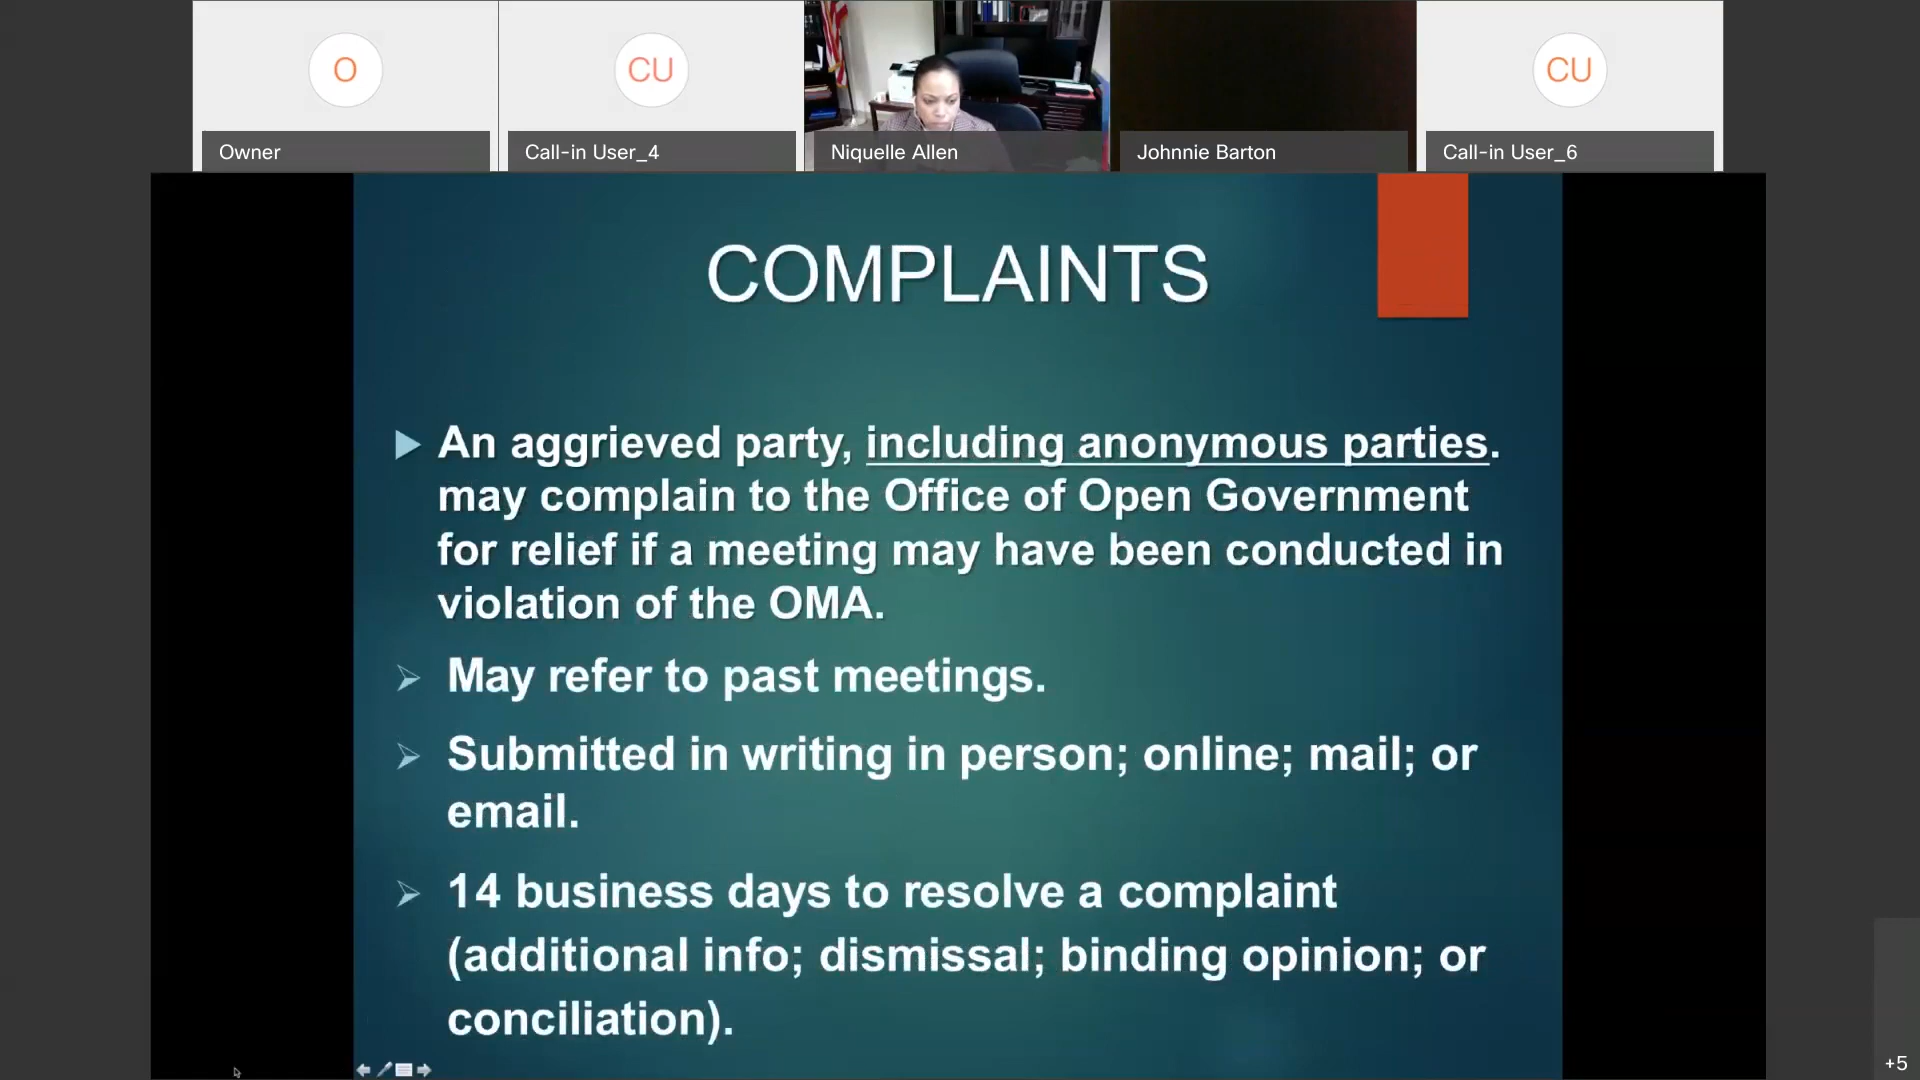 O
CU
CU
Owner
Call-in User_4
Niquelle Allen
Johnnie Barton
Call-in User_6
COMPLAINTS
An aggrieved party, including anonymous parties.
may complain to the Office of Open Government
for relief if a meeting may have been conducted in
violation of the OMA.
May refer to past meetings.
Submitted in writing in person; online; mail; or
email.
14 business days to resolve a complaint
(additional info; dismissal; binding opinion; or
conciliation).
+5